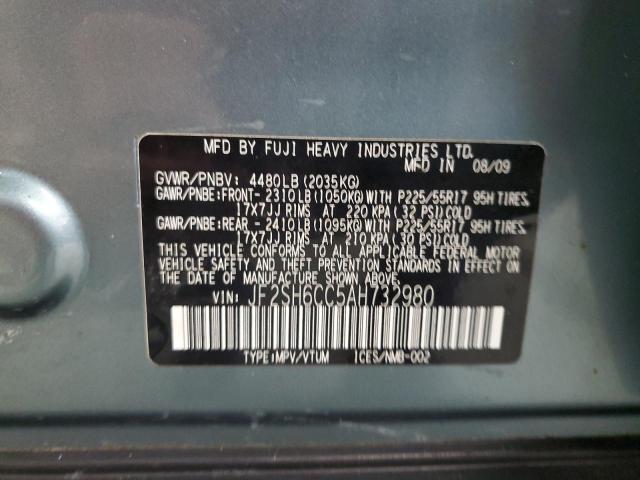 MFD BY FUJI HEAVY INDUSTRIES LTD.
MFD IN 08/09
GVWR/PNBV: 4480LB (2035KG)
GAWR/PNBE: FRONT- 2310LB (1050KG) WITH P225/55R17 95H TIRES,
17X7JJ RIMS AT 220 KPA (32 PSI) COLD
GAWR/PNBE: REAR - 2410LB (1095KG) WITH P225/55R17 95H TIRES,
17X7JJ RIMS AT 210 KPA (30 PSI) COLD
THIS VEHICLE CONFORMS TO ALL APPLICABLE FEDERAL MOTOR
VEHICLE SAFETY AND THEFT PREVENTION STANDARDS IN EFFECT ON
THE DATE OF MANUFACTURE SHOWN ABOVE.
VIN: JF2SH6CC5AH732980
TYPE:MPV/VTUM ICES/NMB-002